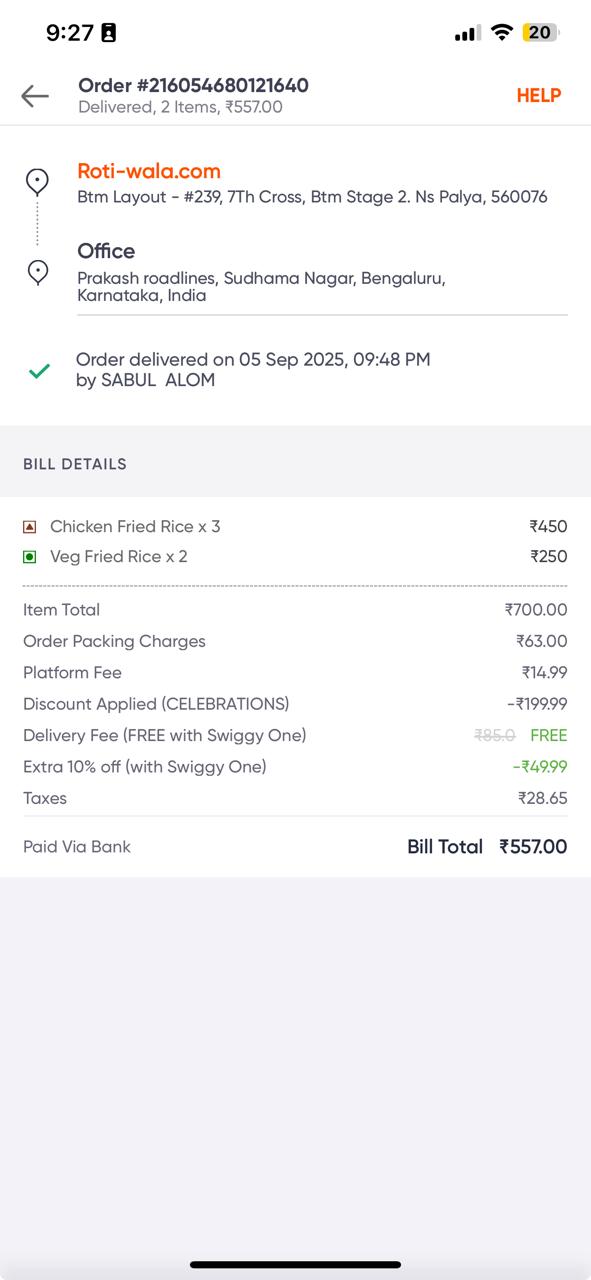 9:27
20
Order #216054680121640
Delivered, 2 Items, ₹557.00
HELP
Roti-wala.com
Btm Layout - #239, 7Th Cross, Btm Stage 2. Ns Palya, 560076
Office
Prakash roadlines, Sudhama Nagar, Bengaluru,
Karnataka, India
Order delivered on 05 Sep 2025, 09:48 PM
by SABUL  ALOM
BILL DETAILS
Chicken Fried Rice x 3 ₹450
Veg Fried Rice x 2 ₹250
Item Total ₹700.00
Order Packing Charges ₹63.00
Platform Fee ₹14.99
Discount Applied (CELEBRATIONS) -₹199.99
Delivery Fee (FREE with Swiggy One) ₹85.0 FREE
Extra 10% off (with Swiggy One) -₹49.99
Taxes ₹28.65
Paid Via Bank Bill Total ₹557.00